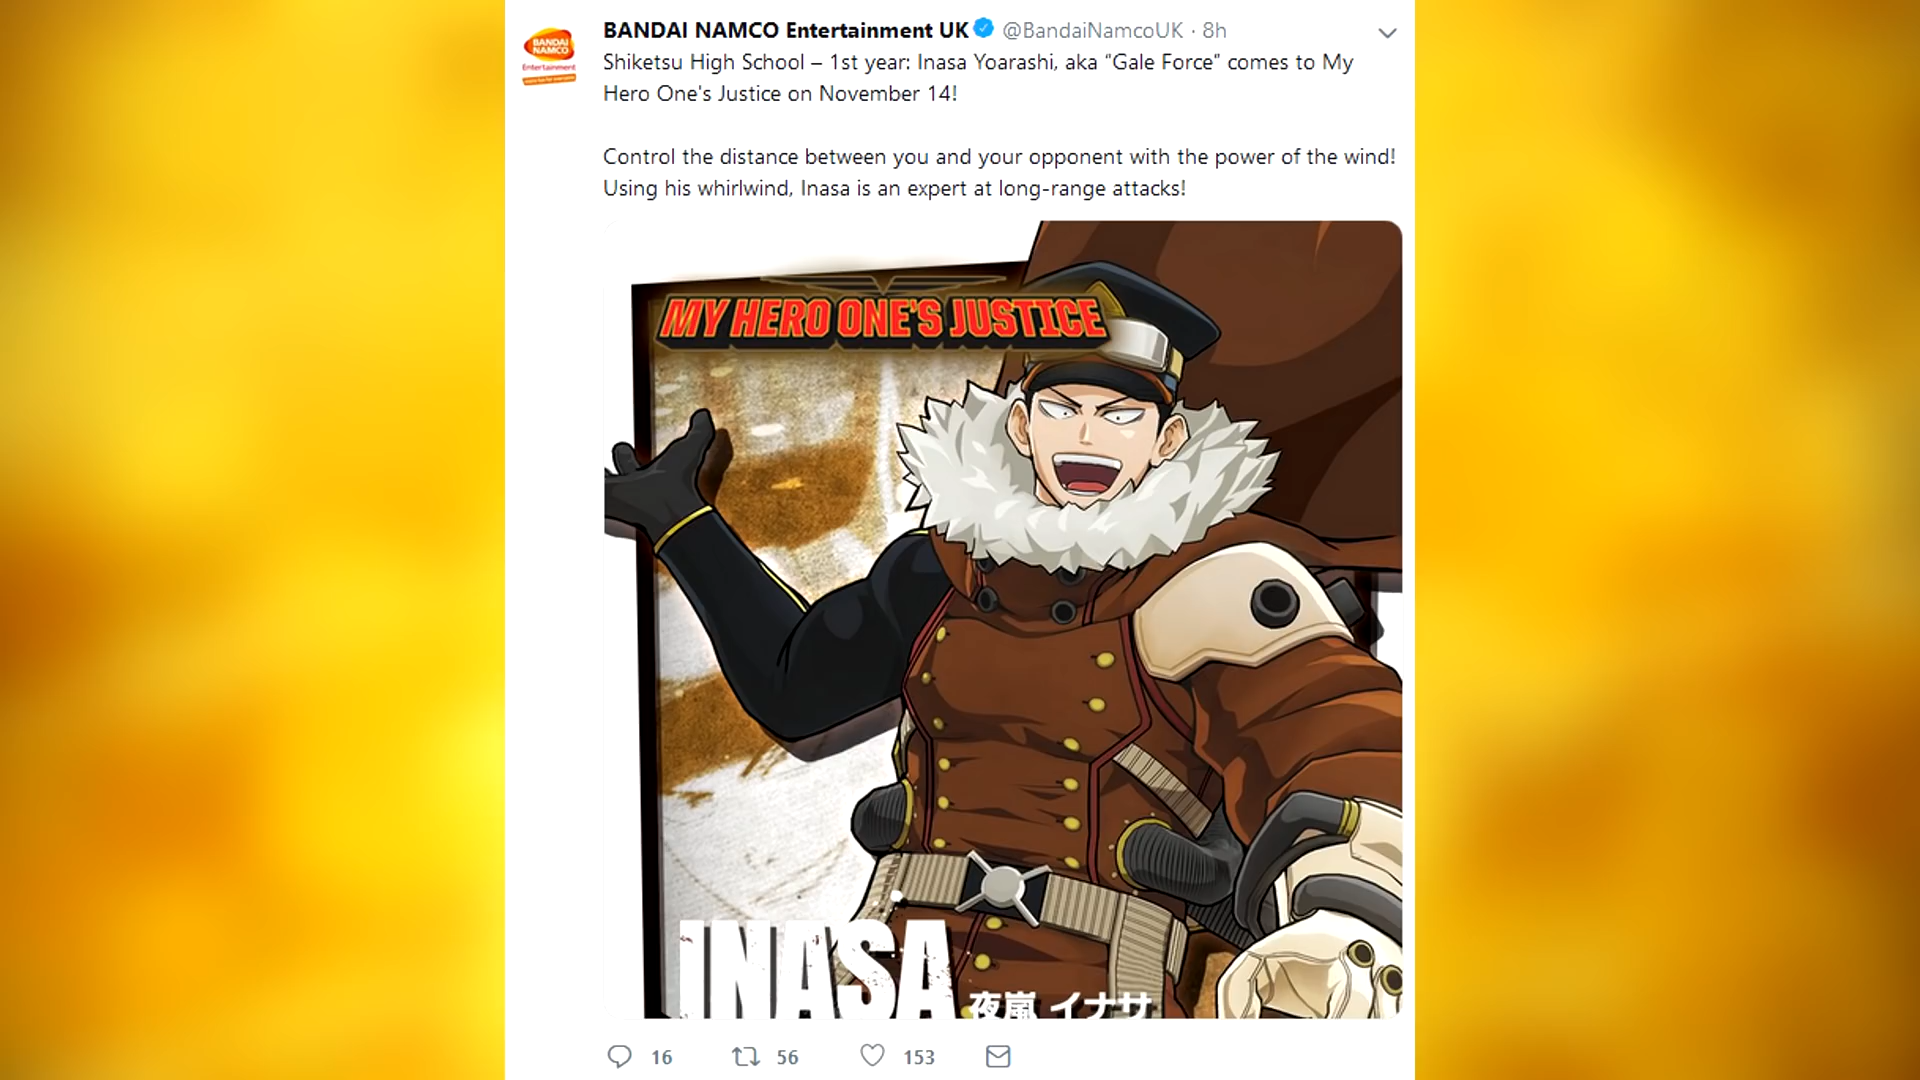 BANDAI NAMCO Entertainment UK @BandaiNamcoUK · 8h
Shiketsu High School – 1st year: Inasa Yoarashi, aka “Gale Force” comes to My
Hero One's Justice on November 14!
Control the distance between you and your opponent with the power of the wind!
Using his whirlwind, Inasa is an expert at long-range attacks!
BANDAI
NAMCO
Entertainment
MY HERO ONE'S JUSTICE
INASA
夜嵐 イナサ
16 56 153